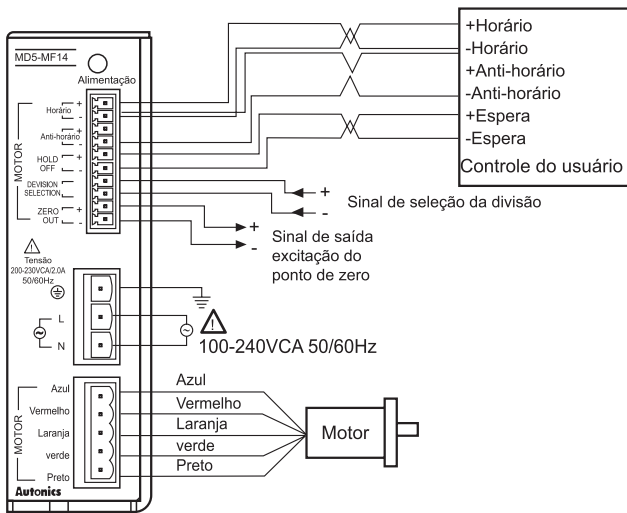 MD5-MF14
Alimentação
MOTOR
Horário
+
-
Anti-horário
+
-
HOLD
OFF
+
-
DEVISION
SELECTION
ZERO
OUT
+
-
Tensão
200-230VCA/2.0A
50/60Hz
L
N
MOTOR
Azul
Vermelho
Laranja
verde
Preto
Autonics
+Horário
-Horário
+Anti-horário
-Anti-horário
+Espera
-Espera
Controle do usuário
+
-
Sinal de seleção da divisão
+
-
Sinal de saída
excitação do
ponto de zero
100-240VCA 50/60Hz
Azul
Vermelho
Laranja
verde
Preto
Motor